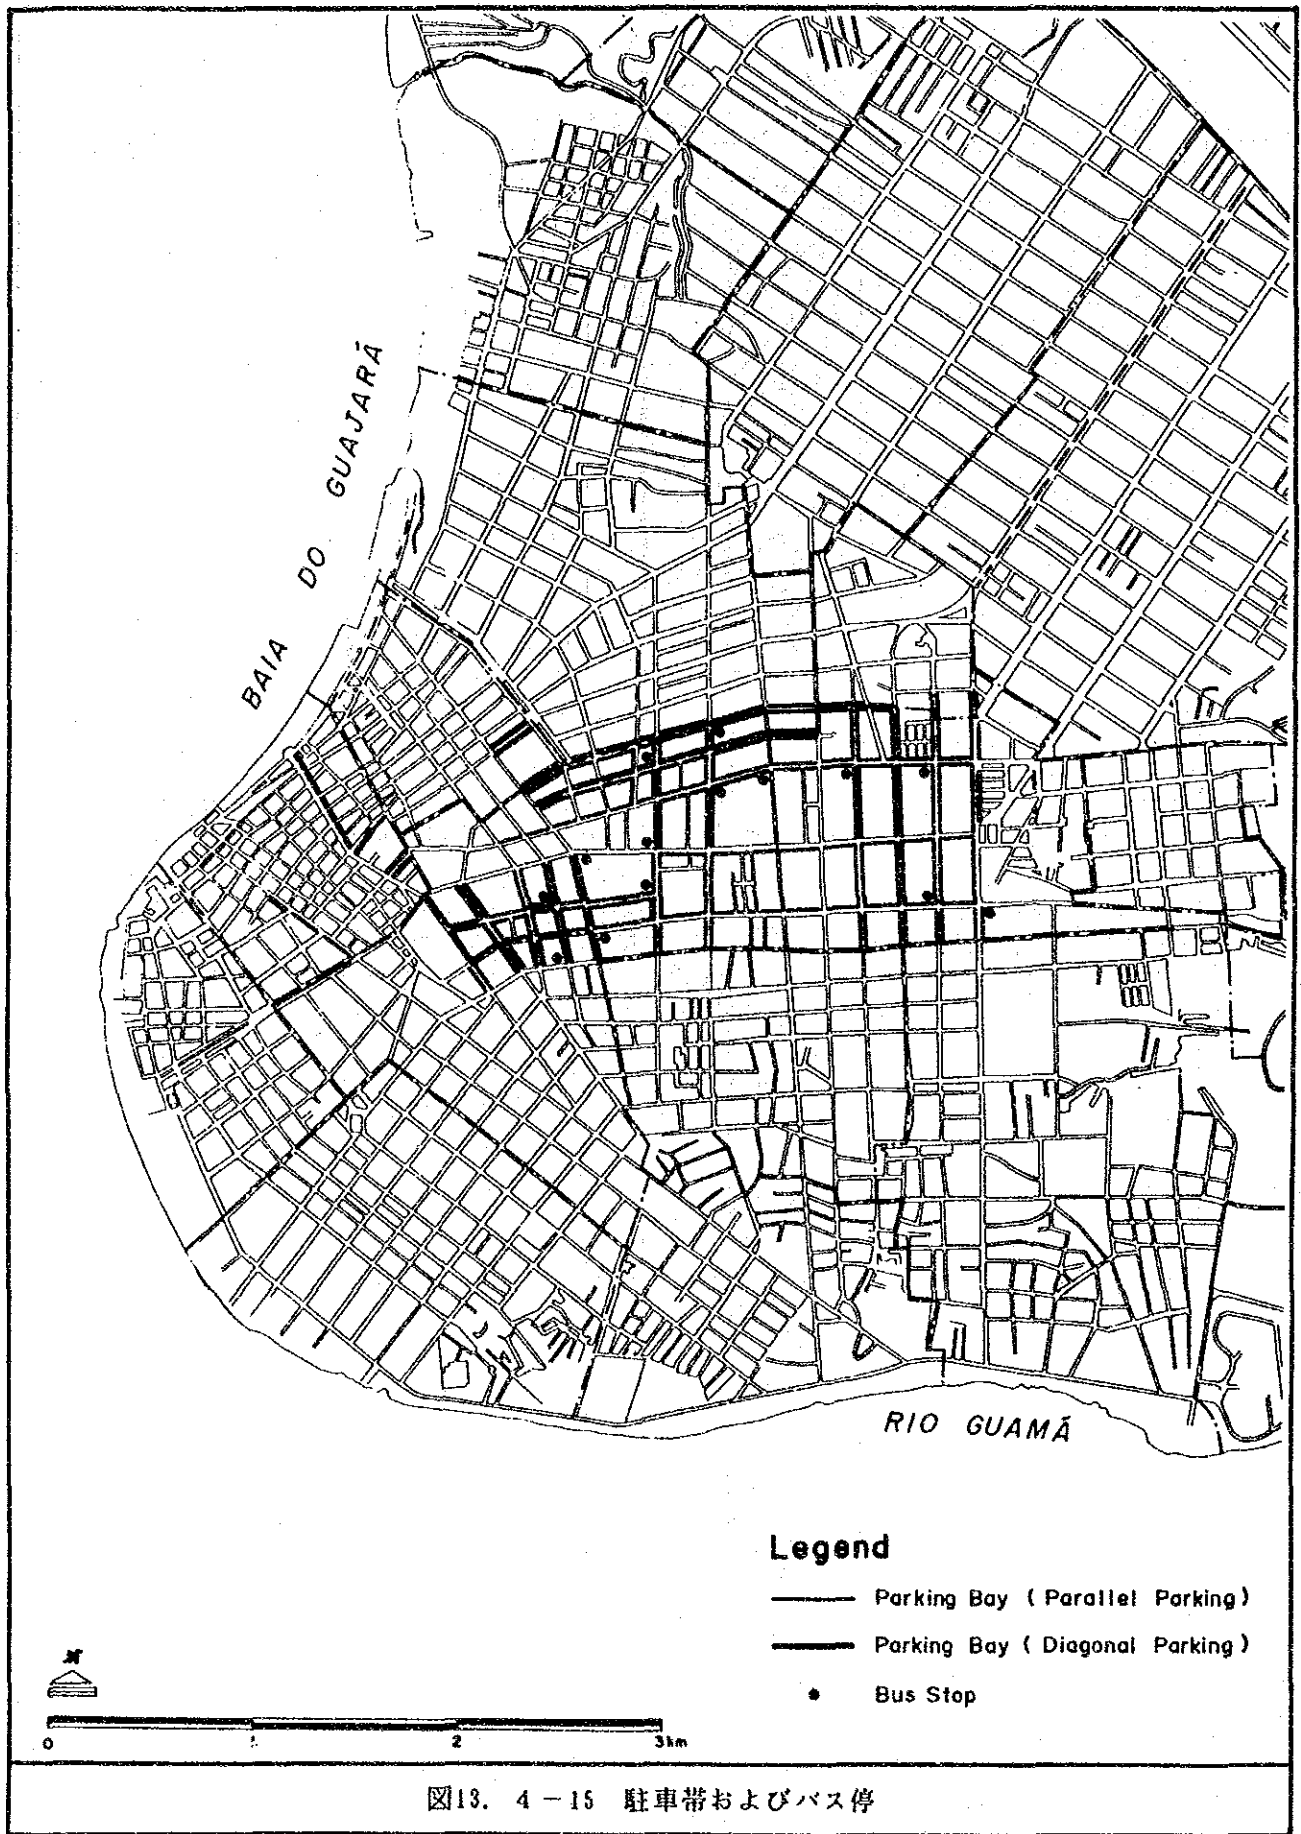 BAIA DO GUAJARÁ
RIO GUAMÁ
Legend
Parking Bay ( Parallel Parking )
Parking Bay ( Diagonal Parking )
Bus Stop
N
0 1 2 3km
図13. 4-15 駐車帯およびバス停